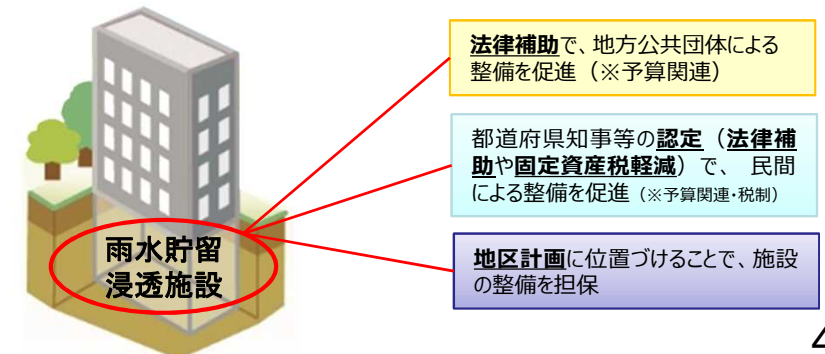 法律補助で、地方公共団体による
整備を促進（※予算関連）
都道府県知事等の認定（法律補
助や固定資産税軽減）で、 民間
による整備を促進（※予算関連・税制）
雨水貯留
浸透施設
地区計画に位置づけることで、施設
の整備を担保